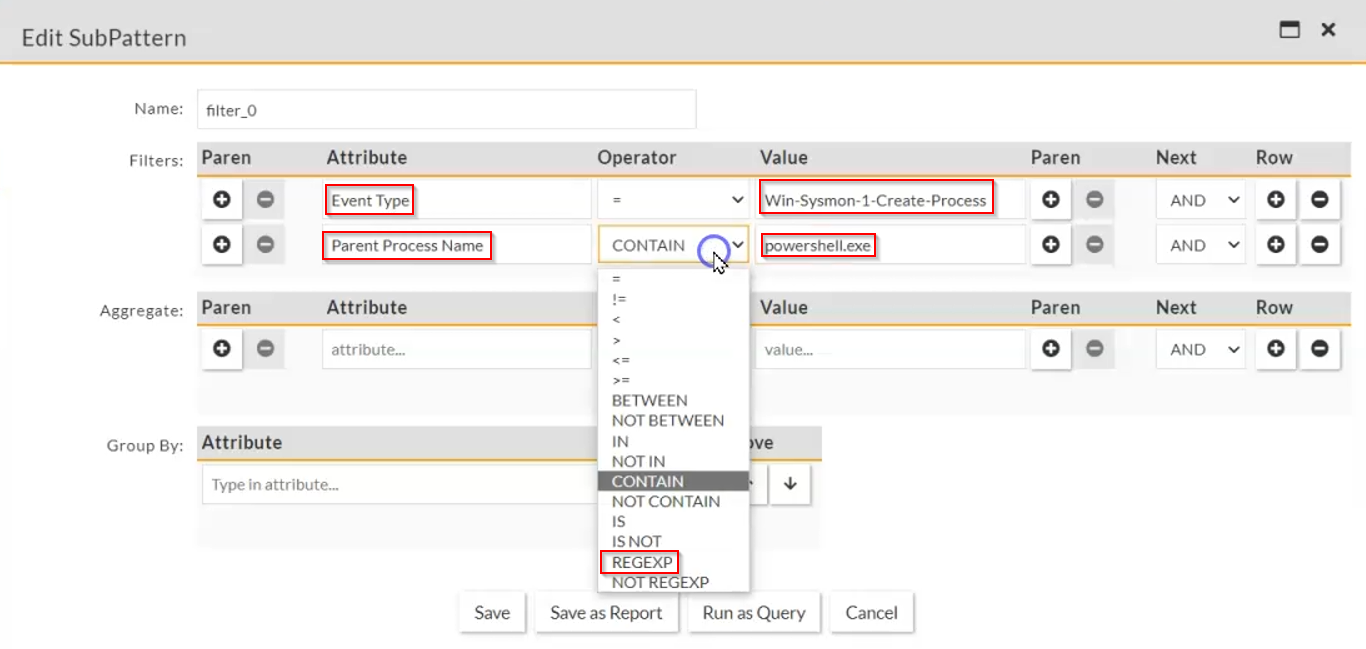 Edit SubPattern
Name: filter_0
Filters: Paren Attribute Operator Value Paren Next Row
Event Type = Win-Sysmon-1-Create-Process AND
Parent Process Name CONTAIN powershell.exe AND
=
!=
<
>
<=
>=
BETWEEN
NOT BETWEEN
IN
NOT IN
CONTAIN
NOT CONTAIN
IS
IS NOT
REGEXP
NOT REGEXP
Aggregate: Paren Attribute Value Paren Next Row
attribute... value... AND
Group By: Attribute ove
Type in attribute...
Save Save as Report Run as Query Cancel